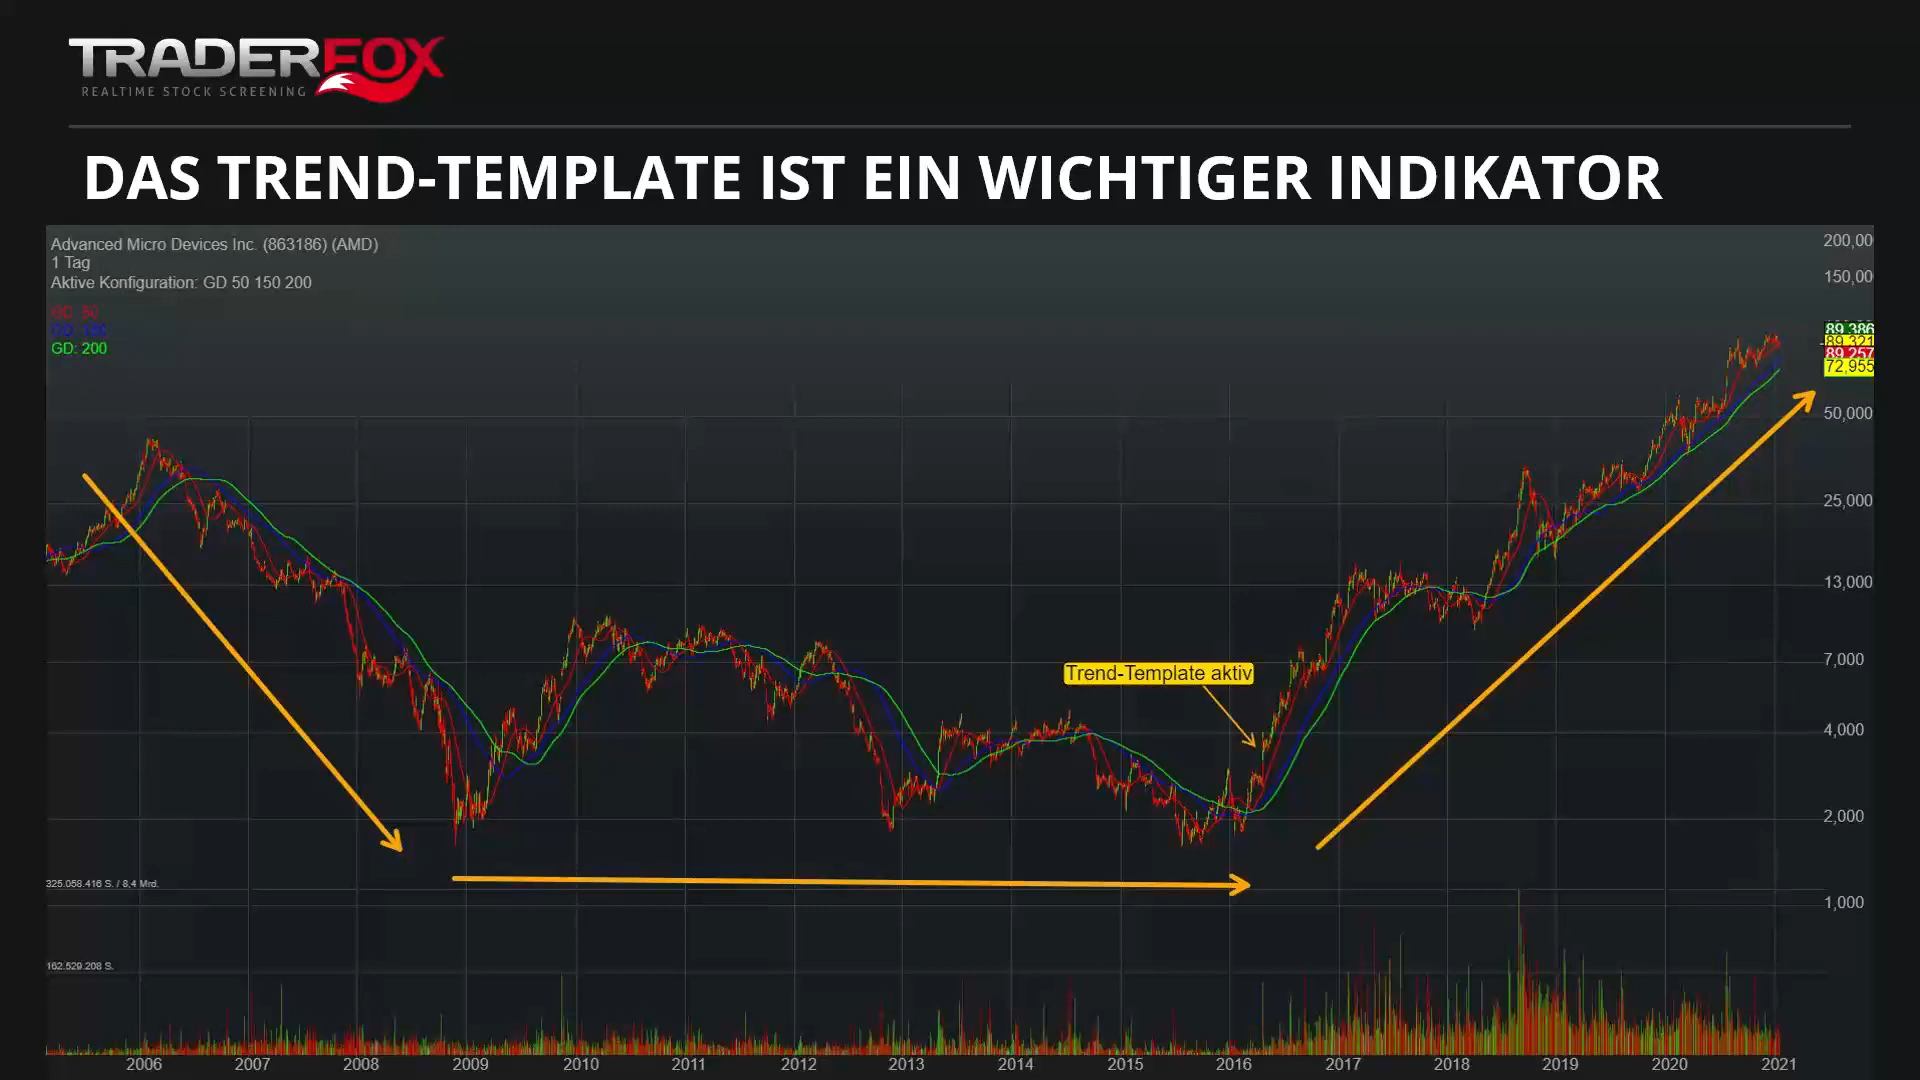 TRADERFOX
REALTIME STOCK SCREENING
DAS TREND-TEMPLATE IST EIN WICHTIGER INDIKATOR
Advanced Micro Devices Inc. (863186) (AMD)
1 Tag
Aktive Konfiguration: GD 50 150 200
GD: 50
GD: 150
GD: 200
200,00
150,00
89,386
89,321
89,257
72,955
50,000
25,000
13,000
7,000
Trend-Template aktiv
4,000
2,000
325.058.416 S. / 8,4 Mrd.
1,000
162.529.208 S.
2006 2007 2008 2009 2010 2011 2012 2013 2014 2015 2016 2017 2018 2019 2020 2021